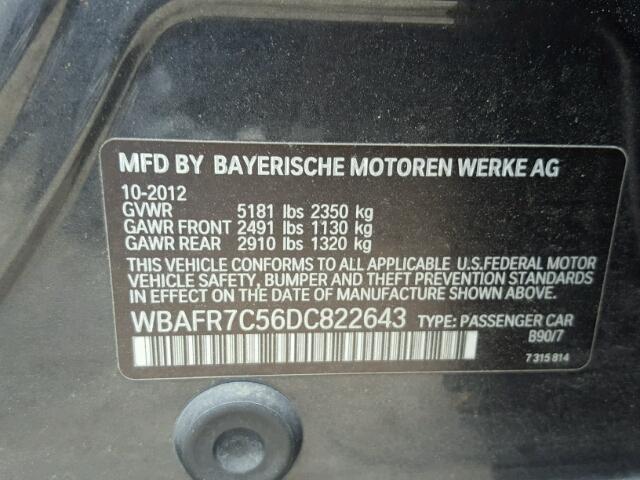 MFD BY BAYERISCHE MOTOREN WERKE AG
10-2012
GVWR 5181 lbs 2350 kg
GAWR FRONT 2491 lbs 1130 kg
GAWR REAR 2910 lbs 1320 kg
THIS VEHICLE CONFORMS TO ALL APPLICABLE U.S.FEDERAL MOTOR
VEHICLE SAFETY, BUMPER AND THEFT PREVENTION STANDARDS
IN EFFECT ON THE DATE OF MANUFACTURE SHOWN ABOVE.
WBAFR7C56DC822643 TYPE: PASSENGER CAR
B90/7
7 315 814